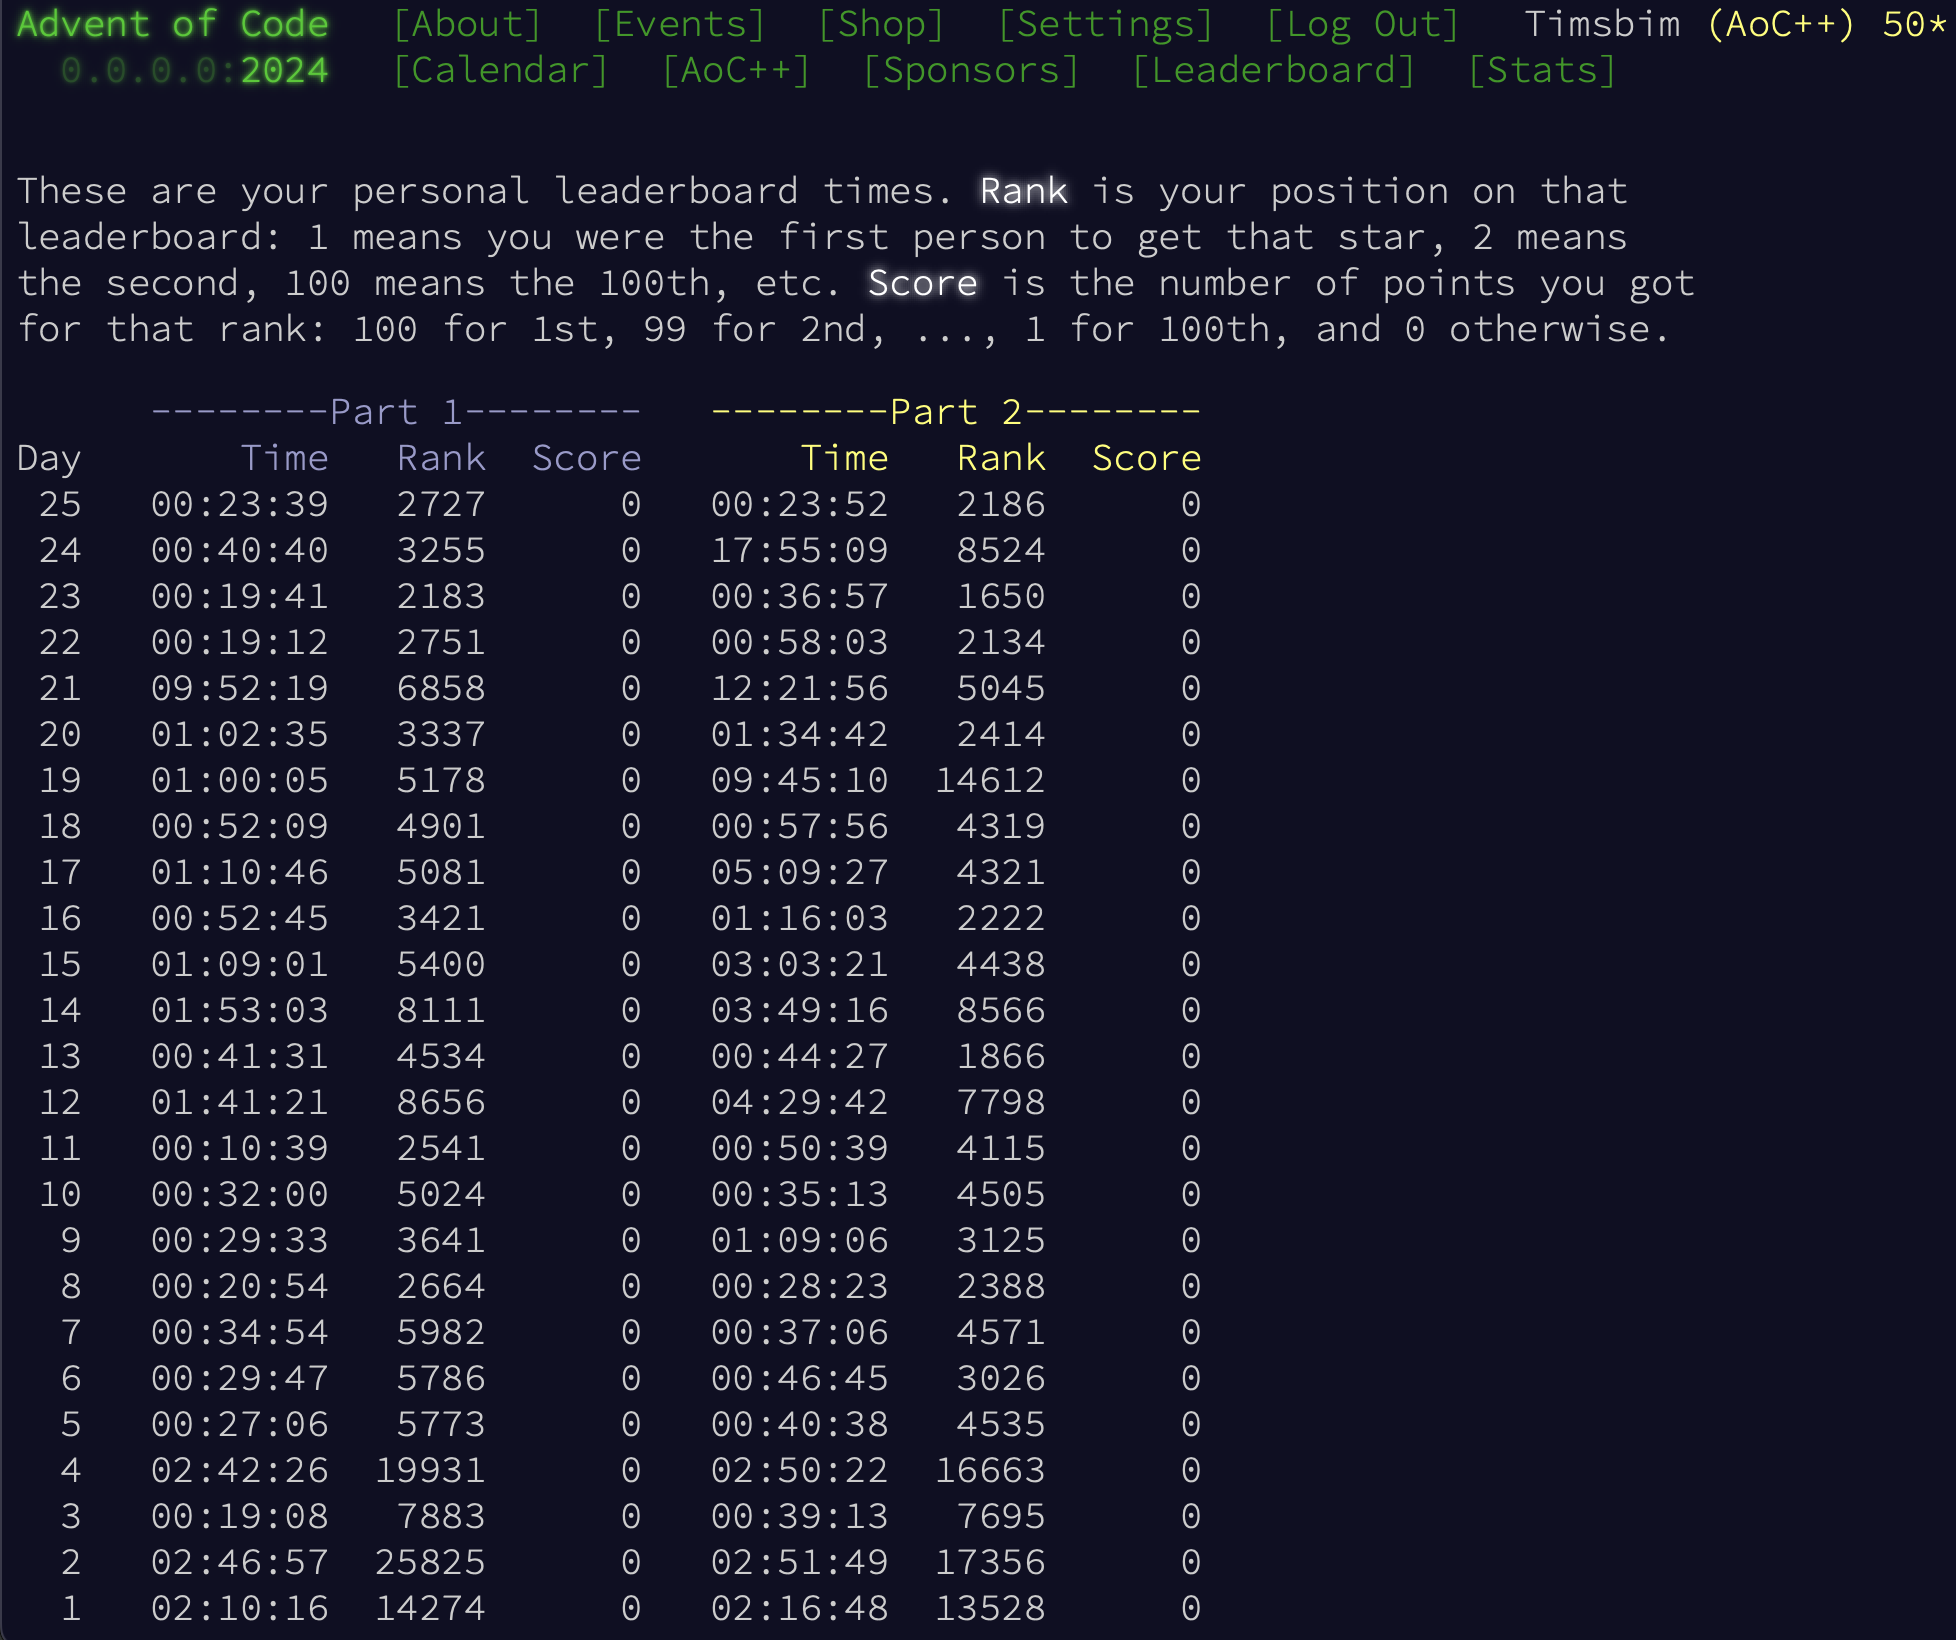 Advent of Code [About] [Events] [Shop] [Settings] [Log Out] Timsbim (AoC++) 50*
0.0.0.0:2024 [Calendar] [AoC++] [Sponsors] [Leaderboard] [Stats]
These are your personal leaderboard times. Rank is your position on that
leaderboard: 1 means you were the first person to get that star, 2 means
the second, 100 means the 100th, etc. Score is the number of points you got
for that rank: 100 for 1st, 99 for 2nd, ..., 1 for 100th, and 0 otherwise.
--------Part 1-------- --------Part 2--------
Day Time Rank Score Time Rank Score
25 00:23:39 2727 0 00:23:52 2186 0
24 00:40:40 3255 0 17:55:09 8524 0
23 00:19:41 2183 0 00:36:57 1650 0
22 00:19:12 2751 0 00:58:03 2134 0
21 09:52:19 6858 0 12:21:56 5045 0
20 01:02:35 3337 0 01:34:42 2414 0
19 01:00:05 5178 0 09:45:10 14612 0
18 00:52:09 4901 0 00:57:56 4319 0
17 01:10:46 5081 0 05:09:27 4321 0
16 00:52:45 3421 0 01:16:03 2222 0
15 01:09:01 5400 0 03:03:21 4438 0
14 01:53:03 8111 0 03:49:16 8566 0
13 00:41:31 4534 0 00:44:27 1866 0
12 01:41:21 8656 0 04:29:42 7798 0
11 00:10:39 2541 0 00:50:39 4115 0
10 00:32:00 5024 0 00:35:13 4505 0
9 00:29:33 3641 0 01:09:06 3125 0
8 00:20:54 2664 0 00:28:23 2388 0
7 00:34:54 5982 0 00:37:06 4571 0
6 00:29:47 5786 0 00:46:45 3026 0
5 00:27:06 5773 0 00:40:38 4535 0
4 02:42:26 19931 0 02:50:22 16663 0
3 00:19:08 7883 0 00:39:13 7695 0
2 02:46:57 25825 0 02:51:49 17356 0
1 02:10:16 14274 0 02:16:48 13528 0